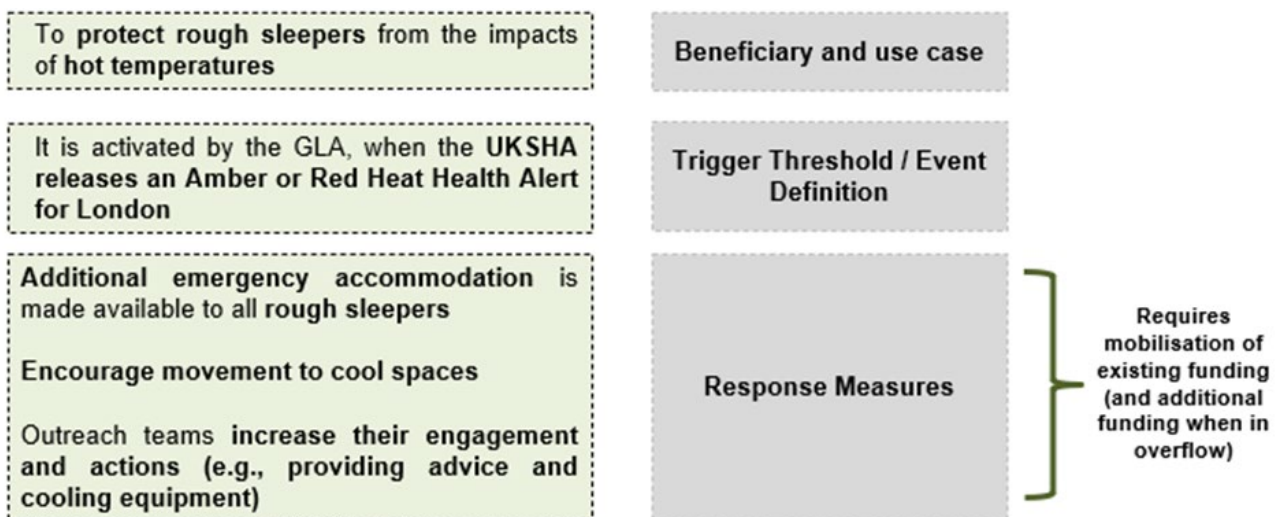 To protect rough sleepers from the impacts
of hot temperatures
Beneficiary and use case
It is activated by the GLA, when the UKSHA
releases an Amber or Red Heat Health Alert
for London
Trigger Threshold / Event
Definition
Additional emergency accommodation is
made available to all rough sleepers
Encourage movement to cool spaces
Outreach teams increase their engagement
and actions (e.g., providing advice and
cooling equipment)
Response Measures
Requires
mobilisation of
existing funding
(and additional
funding when in
overflow)